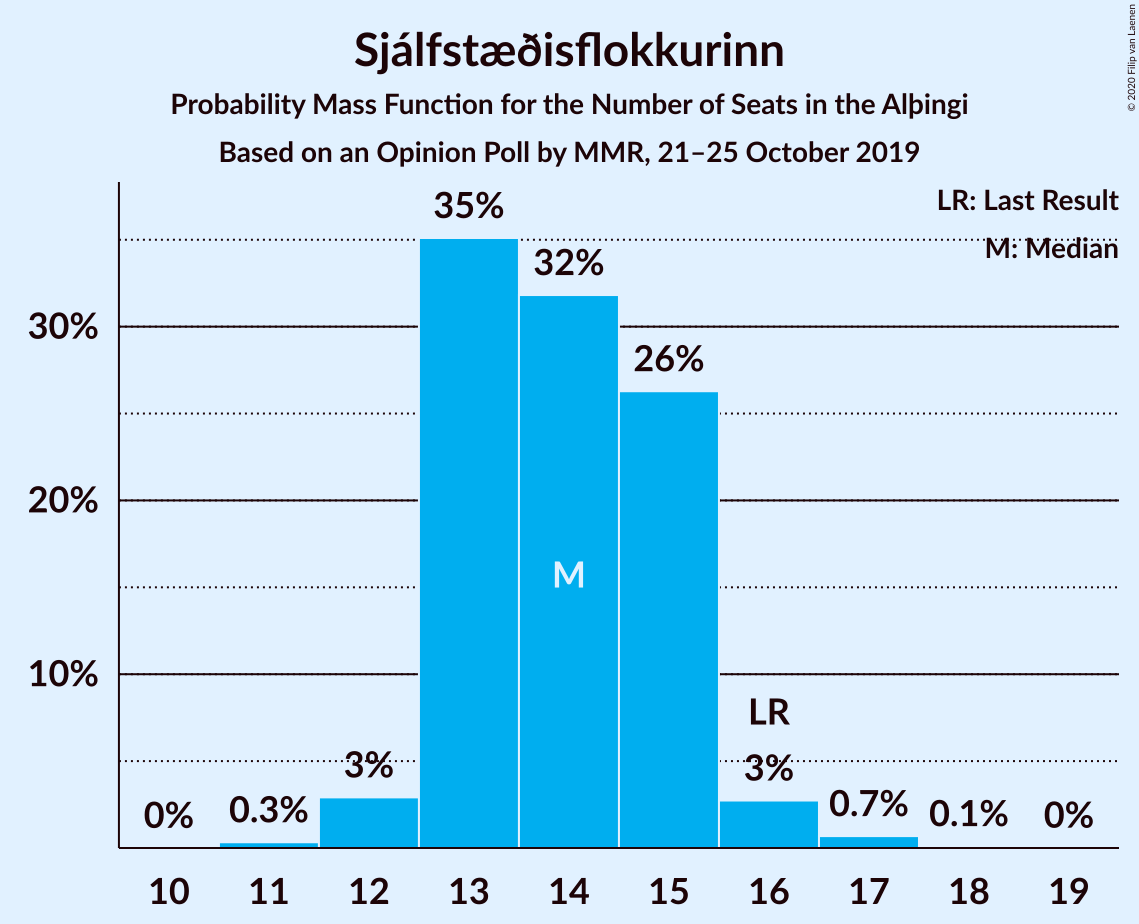 Sjálfstæðisflokkurinn
Probability Mass Function for the Number of Seats in the Alþingi
Based on an Opinion Poll by MMR, 21–25 October 2019
© 2020 Filip van Laenen
LR: Last Result
M: Median
35%
32%
30%
26%
20%
M
10%
LR
3%
3%
0%
0.3%
0.7%
0.1%
0%
10 11 12 13 14 15 16 17 18 19